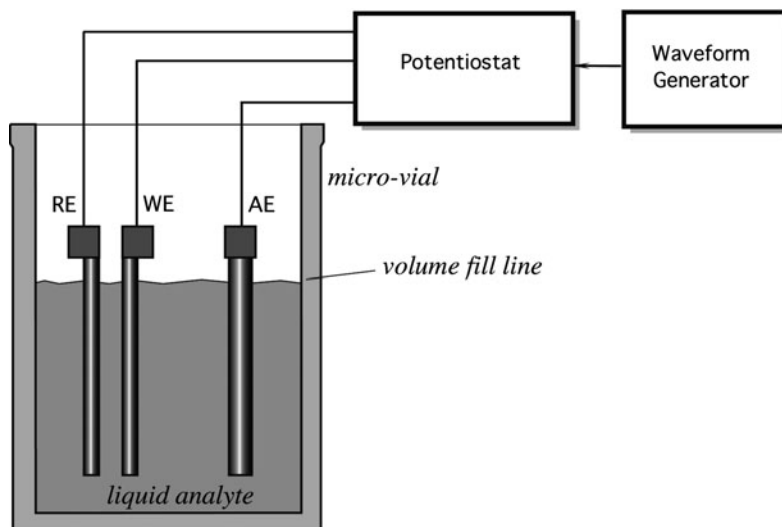 Potentiostat
Waveform
Generator
micro-vial
RE
WE
AE
volume fill line
liquid analyte